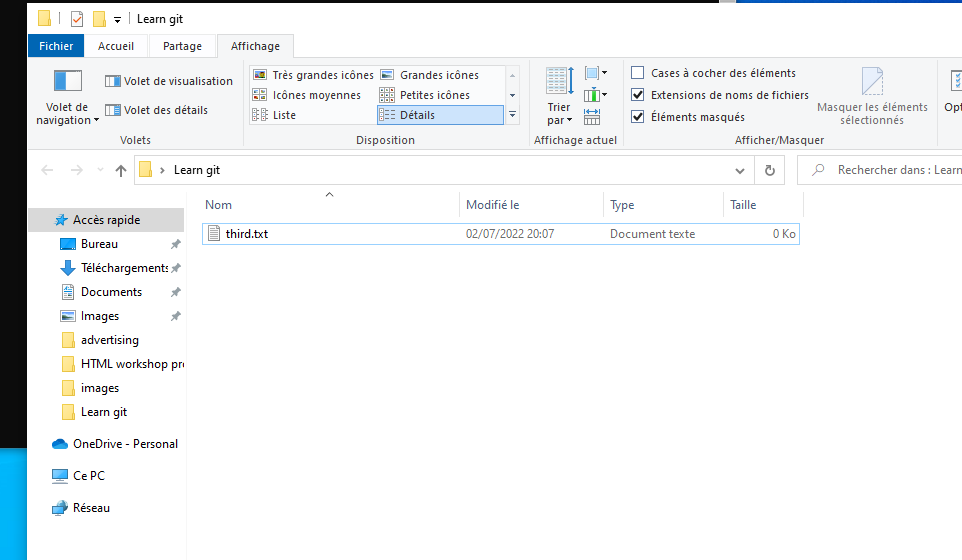 Learn git
Fichier Accueil Partage Affichage
Volet de navigation
Volet de visualisation
Volet des détails
Volets
Très grandes icônes Grandes icônes
Icônes moyennes Petites icônes
Liste Détails
Disposition
Trier par
Affichage actuel
Cases à cocher des éléments
Extensions de noms de fichiers
Éléments masqués
Masquer les éléments sélectionnés
Afficher/Masquer
Opt
Learn git
Rechercher dans : Learn
Nom Modifié le Type Taille
third.txt 02/07/2022 20:07 Document texte 0 Ko
Accès rapide
Bureau
Téléchargements
Documents
Images
advertising
HTML workshop pr
images
Learn git
OneDrive - Personal
Ce PC
Réseau